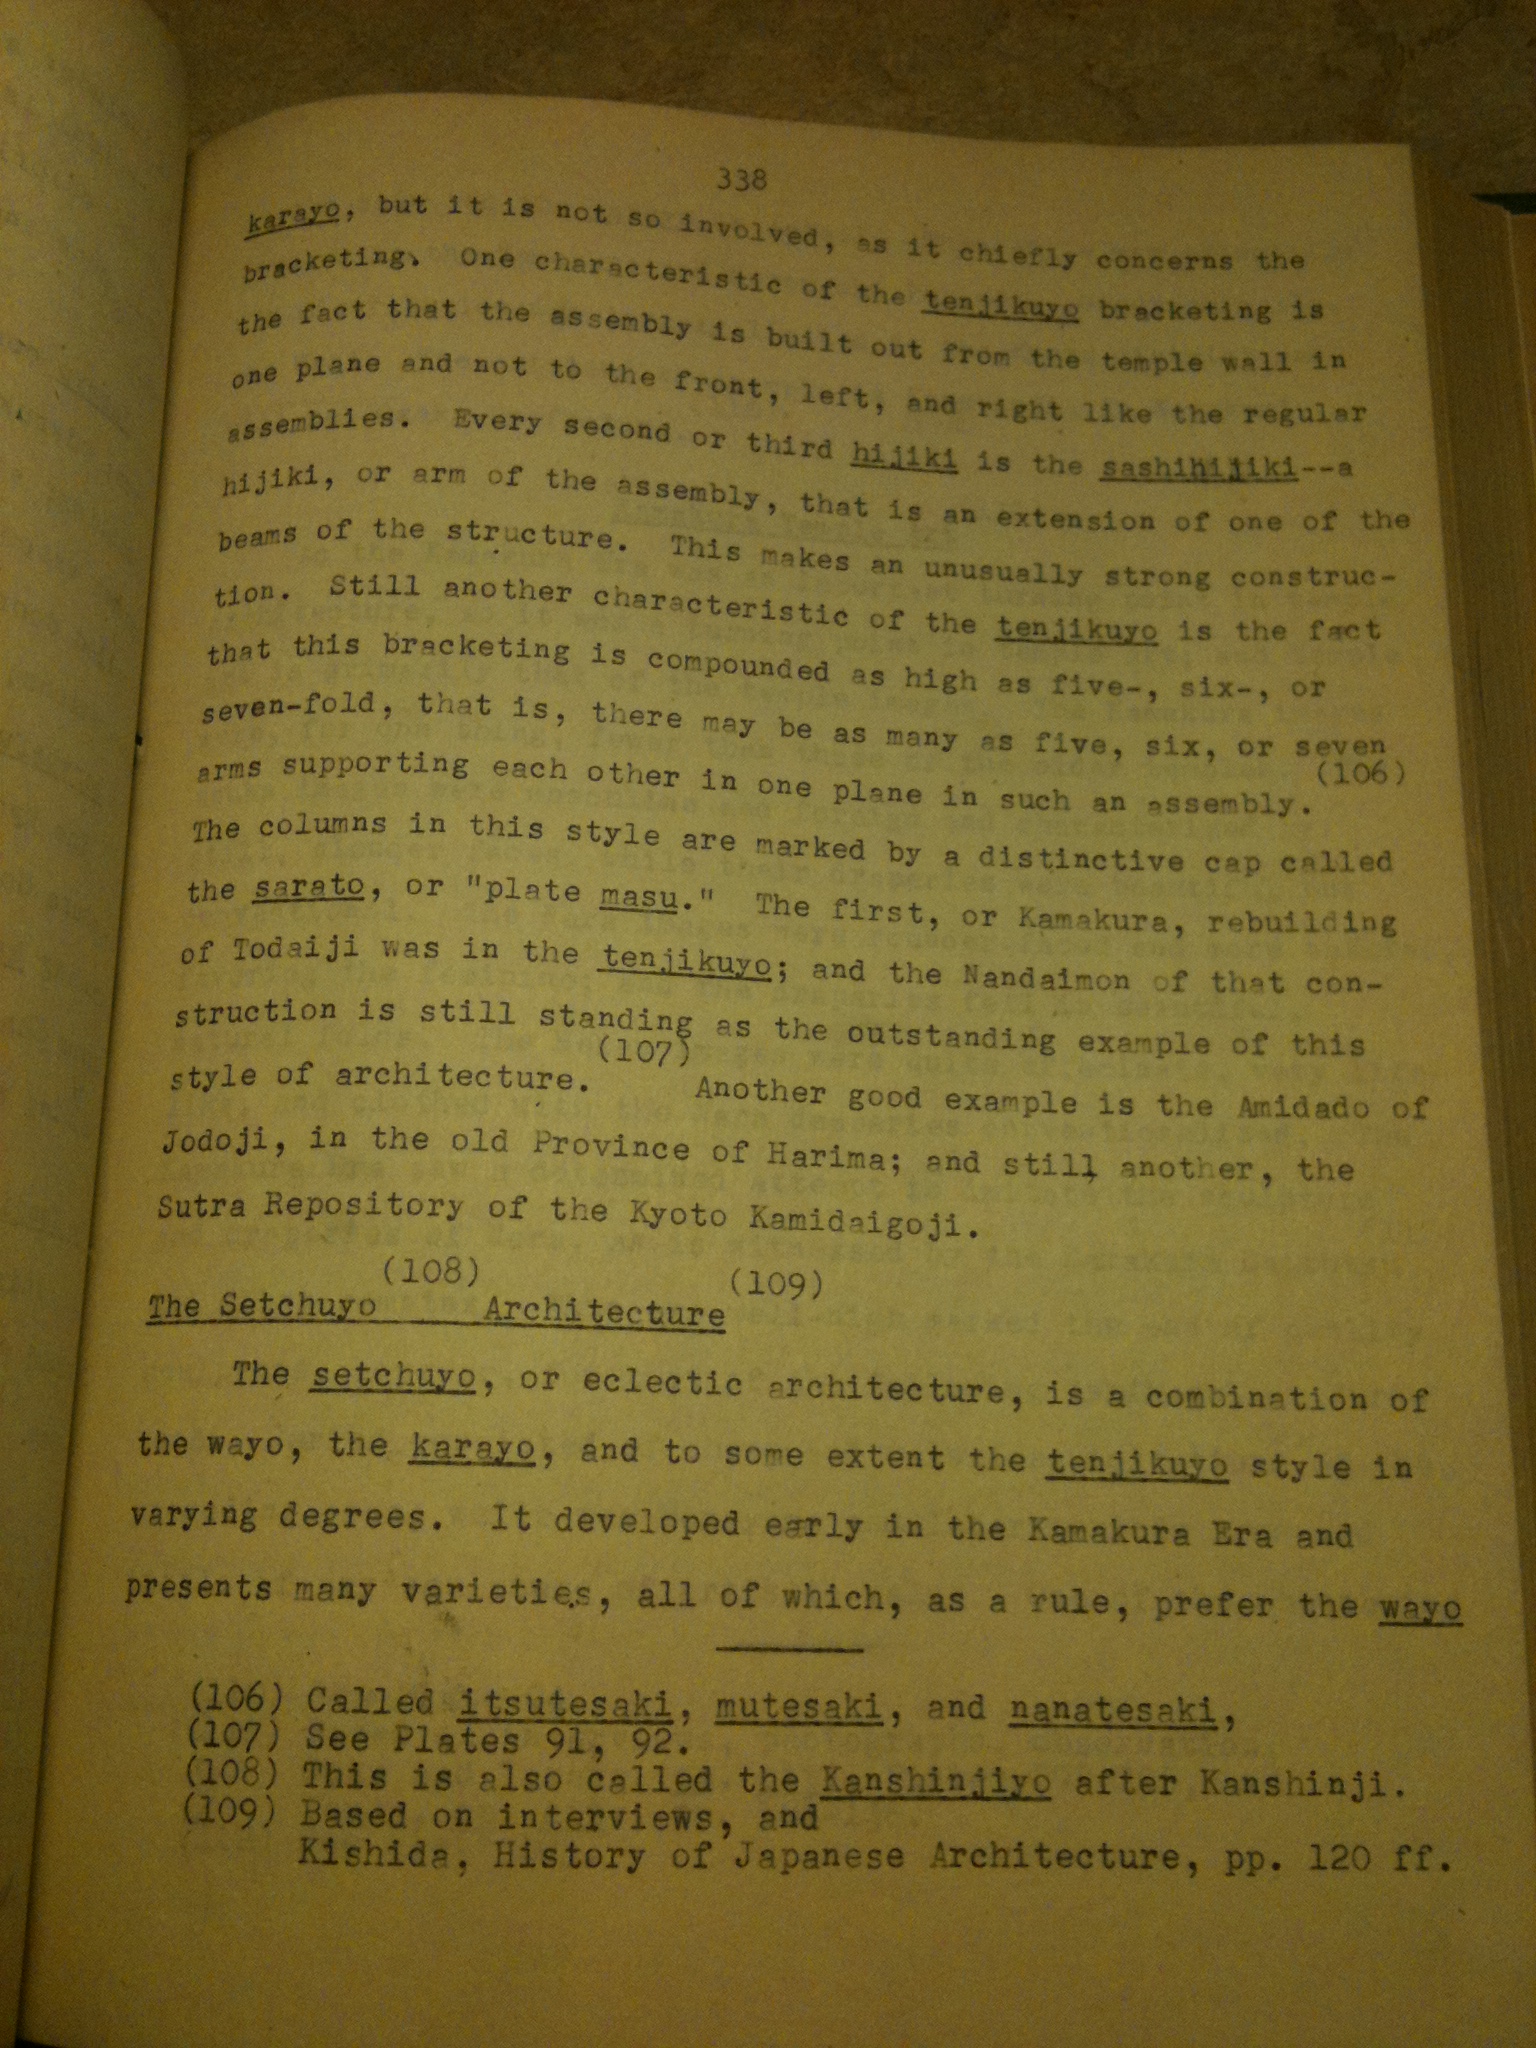 338
karayo, but it is not so involved, as it chiefly concerns the
bracketing. One characteristic of the tenjikuyo bracketing is
the fact that the assembly is built out from the temple wall in
one plane and not to the front, left, and right like the regular
assemblies. Every second or third hijiki is the sashihijiki--a
hijiki, or arm of the assembly, that is an extension of one of the
beams of the structure. This makes an unusually strong construc-
tion. Still another characteristic of the tenjikuyo is the fact
that this bracketing is compounded as high as five-, six-, or
seven-fold, that is, there may be as many as five, six, or seven
arms supporting each other in one plane in such an assembly. (106)
The columns in this style are marked by a distinctive cap called
the sarato, or "plate masu." The first, or Kamakura, rebuilding
of Todaiji was in the tenjikuyo; and the Nandaimon of that con-
struction is still standing as the outstanding example of this
style of architecture. (107) Another good example is the Amidado of
Jodoji, in the old Province of Harima; and still, another, the
Sutra Repository of the Kyoto Kamidaigoji.
The Setchuyo (108) Architecture (109)
The setchuyo, or eclectic architecture, is a combination of
the wayo, the karayo, and to some extent the tenjikuyo style in
varying degrees. It developed early in the Kamakura Era and
presents many varieties, all of which, as a rule, prefer the wayo
(106) Called itsutesaki, mutesaki, and nanatesaki,
(107) See Plates 91, 92.
(108) This is also called the Kanshinjiyo after Kanshinji.
(109) Based on interviews, and
Kishida, History of Japanese Architecture, pp. 120 ff.